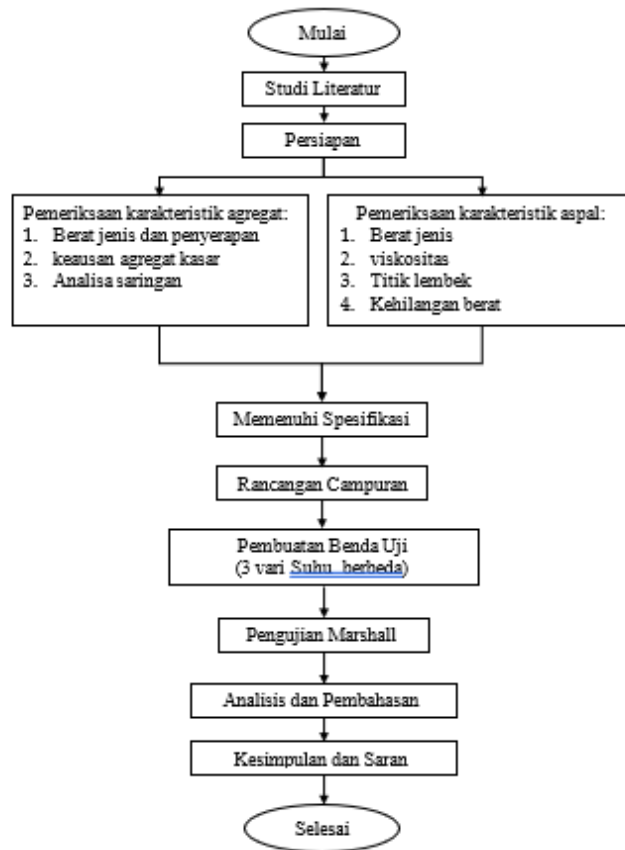 Mulai
Studi Literatur
Persiapan
Pemeriksaan karakteristik agregat:
1. Berat jenis dan penyerapan
2. keausan agregat kasar
3. Analisa saringan
Pemeriksaan karakteristik aspal:
1. Berat jenis
2. viskositas
3. Titik lembek
4. Kehilangan berat
Memenuhi Spesifikasi
Rancangan Campuran
Pembuatan Benda Uji
(3 vari Suhu berbeda)
Pengujian Marshall
Analisis dan Pembahasan
Kesimpulan dan Saran
Selesai